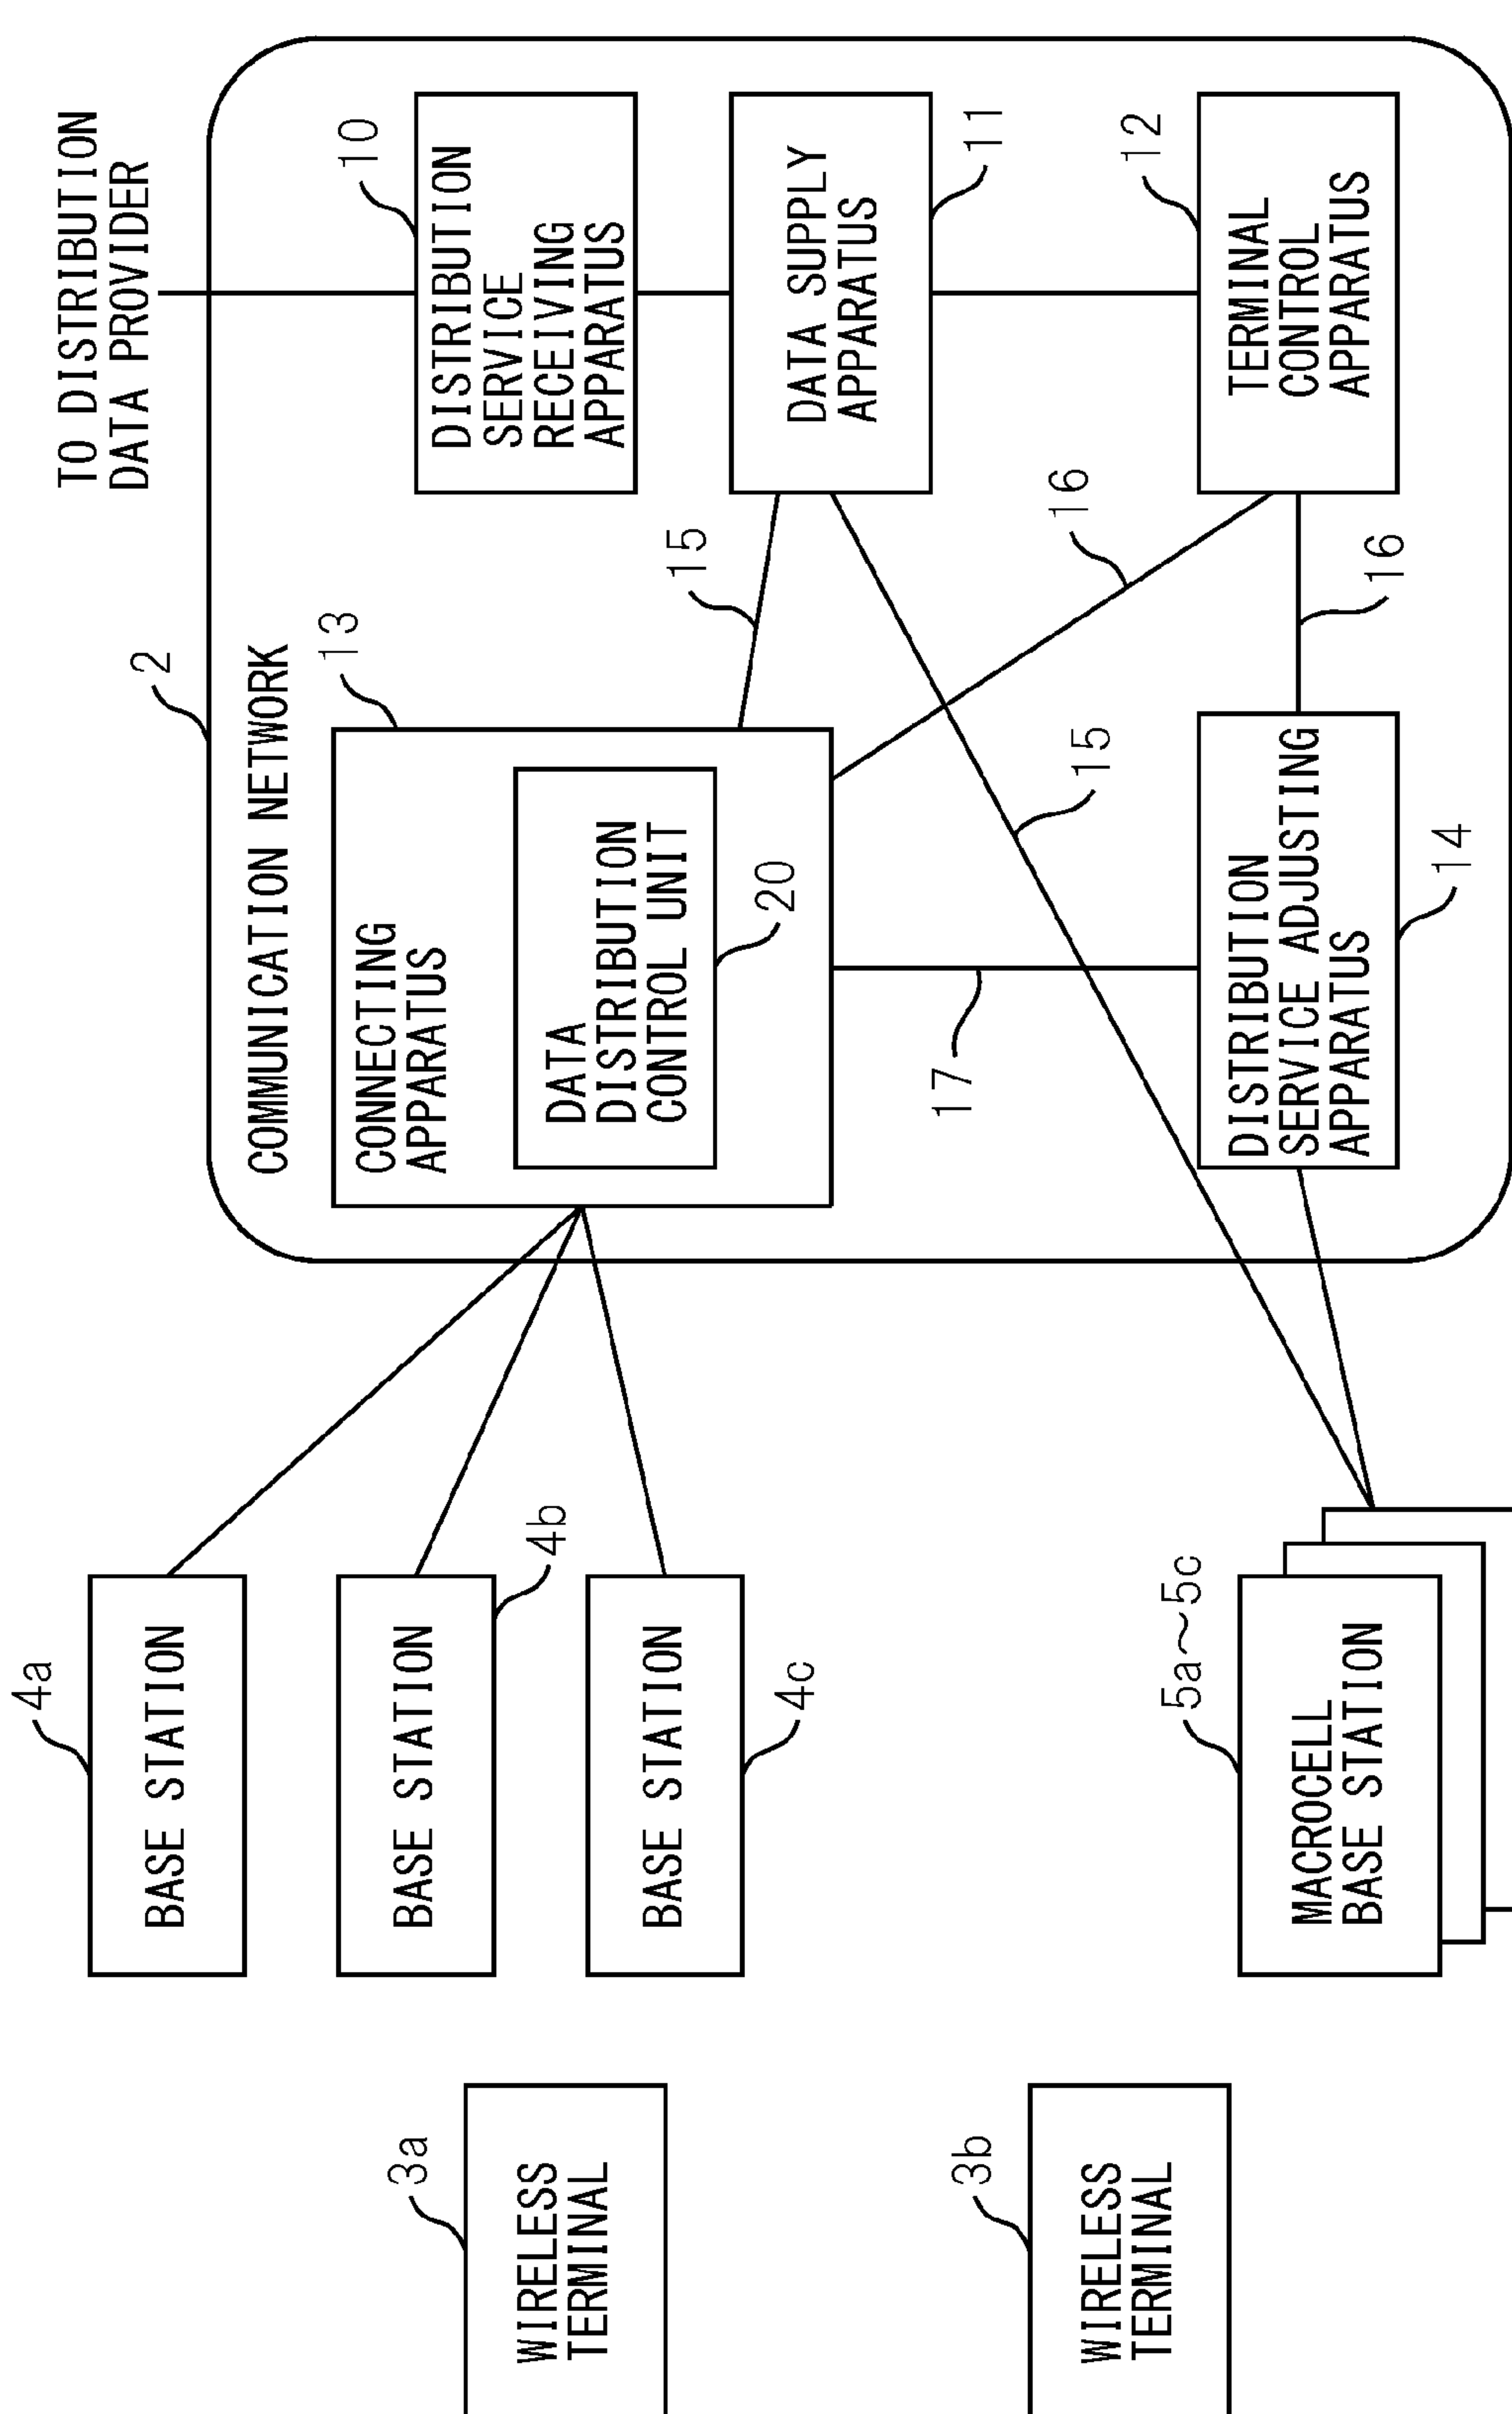 TO DISTRIBUTION
DATA PROVIDER
2
COMMUNICATION NETWORK
10
DISTRIBUTION
SERVICE
RECEIVING
APPARATUS
13
CONNECTING
APPARATUS
DATA
DISTRIBUTION
CONTROL UNIT
20
15
DATA SUPPLY
APPARATUS
11
16
15
17
12
TERMINAL
CONTROL
APPARATUS
16
DISTRIBUTION
SERVICE ADJUSTING
APPARATUS
14
4a
BASE STATION
BASE STATION
4b
BASE STATION
4c
5a~5c
MACROCELL
BASE STATION
3a
WIRELESS
TERMINAL
3b
WIRELESS
TERMINAL